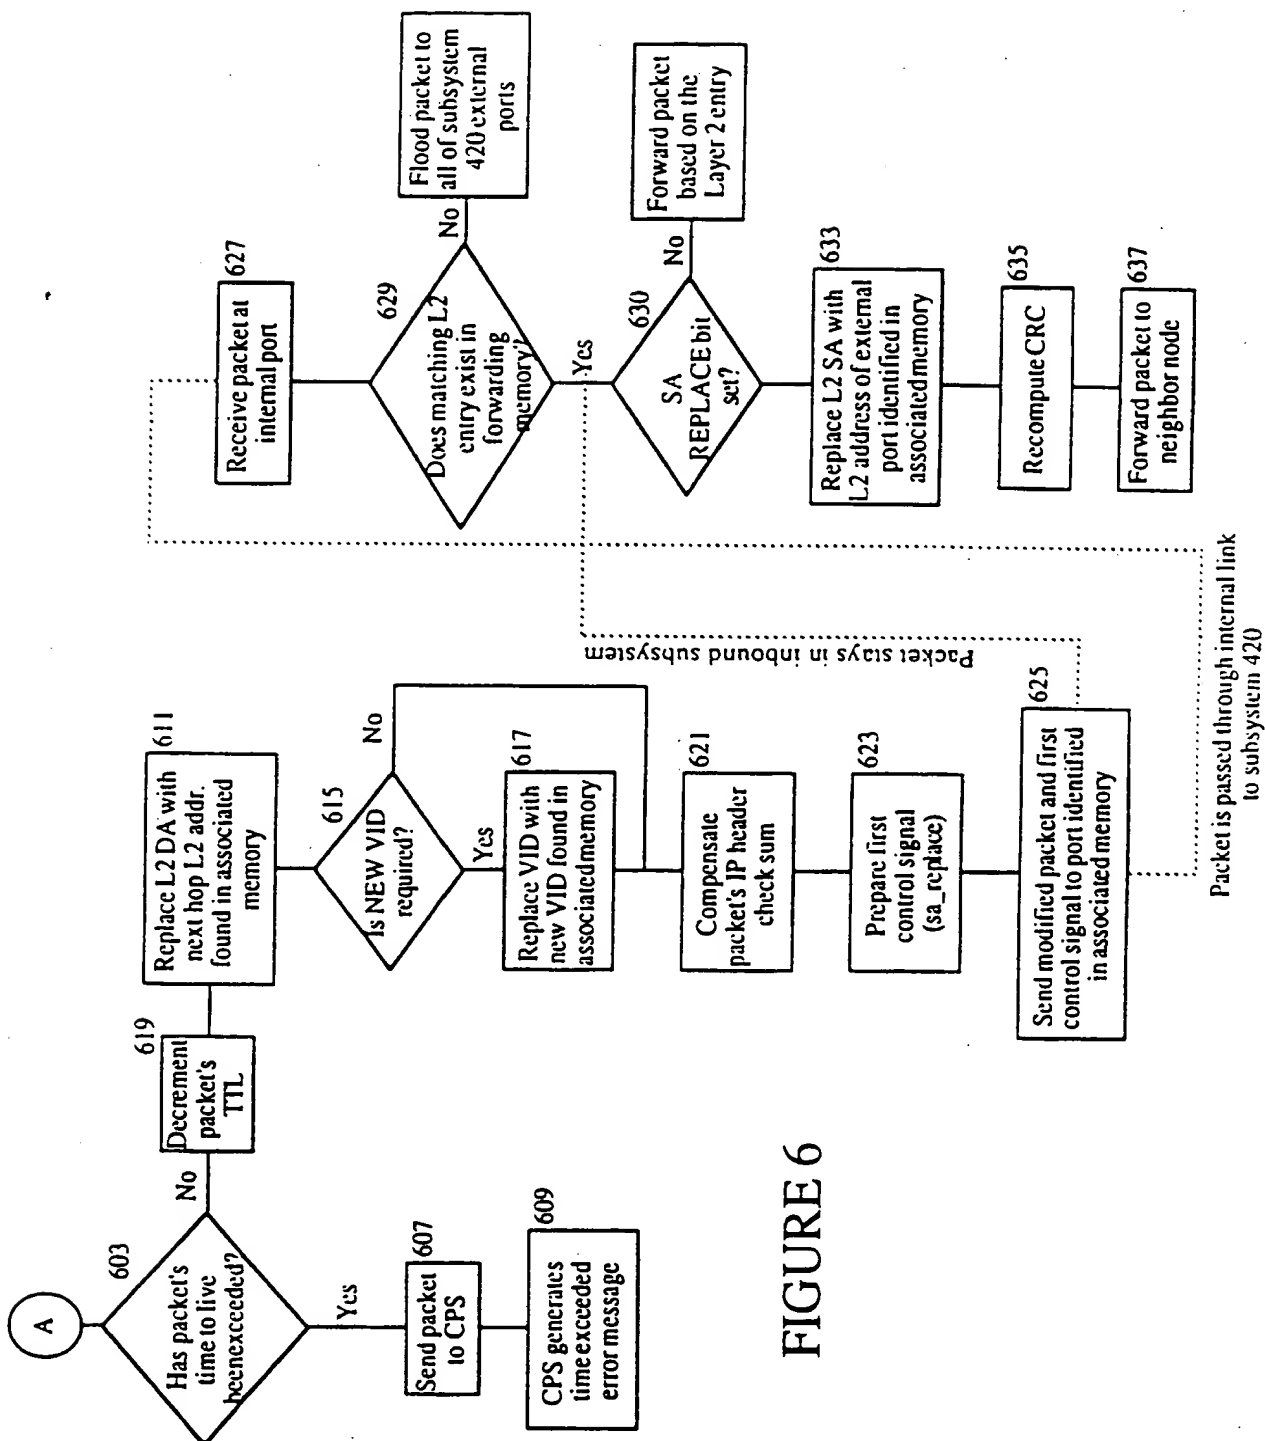 A
603
Has packet's
time to live
been exceeded?
No
Yes
607
Send packet
to CPS
609
CPS generates
time exceeded
error message
619
Decrement
packet's
TTL
611
Replace L2 DA with
next hop L2 addr.
found in associated
memory
615
Is NEW VID
required?
No
Yes
617
Replace VID with
new VID found in
associated memory
621
Compensate
packet's IP header
check sum
623
Prepare first
control signal
(sa_replace)
625
Send modified packet and first
control signal to port identified
in associated memory
Packet stays in inbound subsystem
Packet is passed through internal link
to subsystem 420
627
Receive packet at
internal port
629
Does matching L2
entry exist in
forwarding
memory?
No
Flood packet to
all of subsystem
420 external
ports
Yes
630
SA
REPLACE bit
set?
No
Forward packet
based on the
Layer 2 entry
633
Replace L2 SA with
L2 address of external
port identified in
associated memory
635
Recompute CRC
637
Forward packet to
neighbor node
FIGURE 6